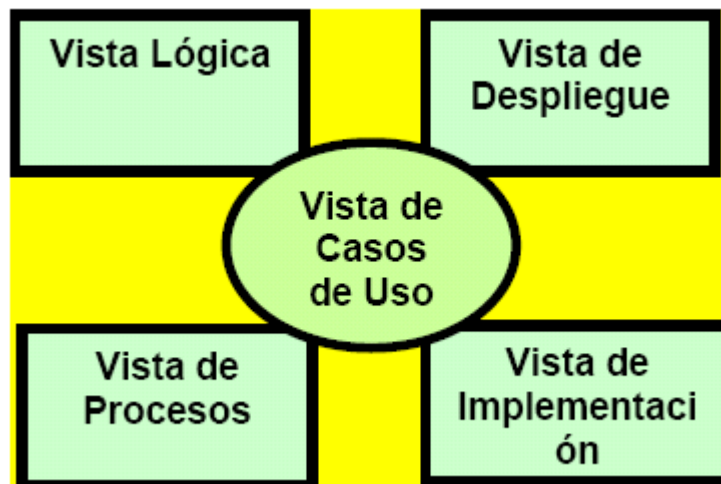 Vista Lógica
Vista de
Despliegue
Vista de
Casos
de Uso
Vista de
Procesos
Vista de
Implementaci
ón